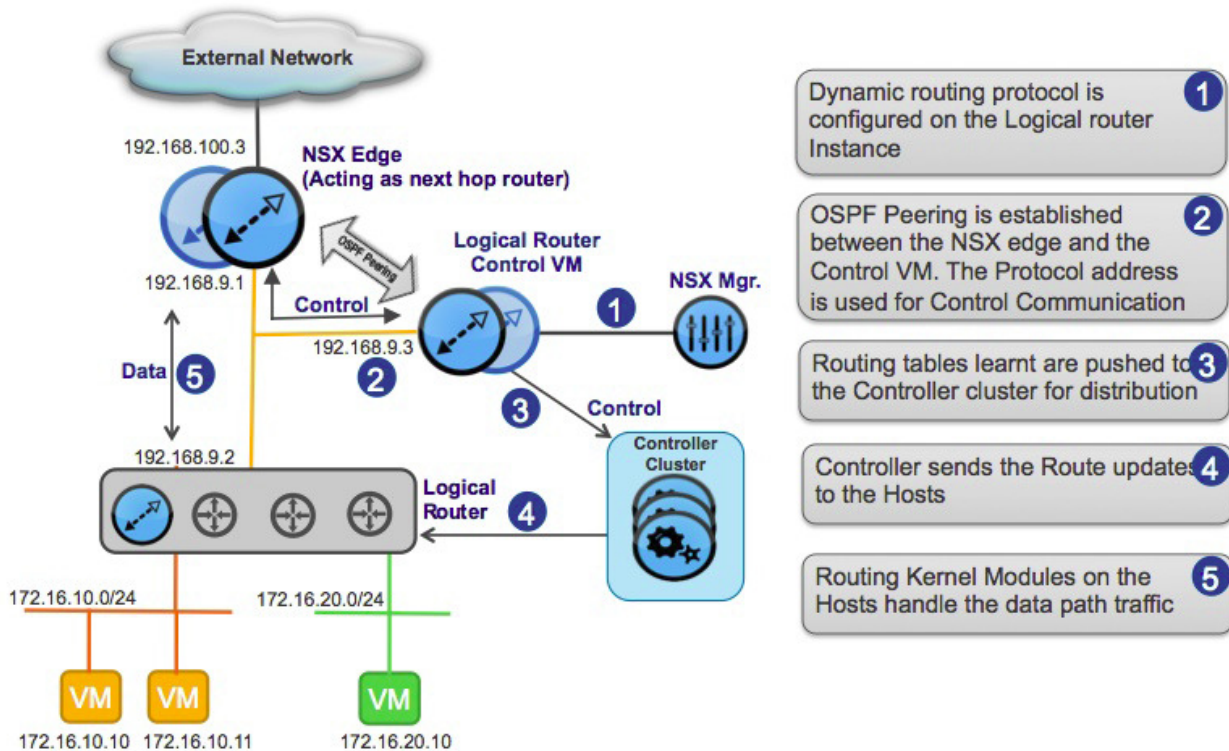 External Network
192.168.100.3
NSX Edge
(Acting as next hop router)
192.168.9.1
OSPF Peering
Logical Router
Control VM
NSX Mgr.
Control
1
192.168.9.3
2
Data
5
3
Control
192.168.9.2
Controller
Cluster
Logical
Router
4
172.16.10.0/24
172.16.20.0/24
VM
VM
VM
172.16.10.10
172.16.10.11
172.16.20.10
Dynamic routing protocol is
configured on the Logical router
Instance
1
OSPF Peering is established
between the NSX edge and the
Control VM. The Protocol address
is used for Control Communication
2
Routing tables learnt are pushed to
the Controller cluster for distribution
3
Controller sends the Route updates
to the Hosts
4
Routing Kernel Modules on the
Hosts handle the data path traffic
5